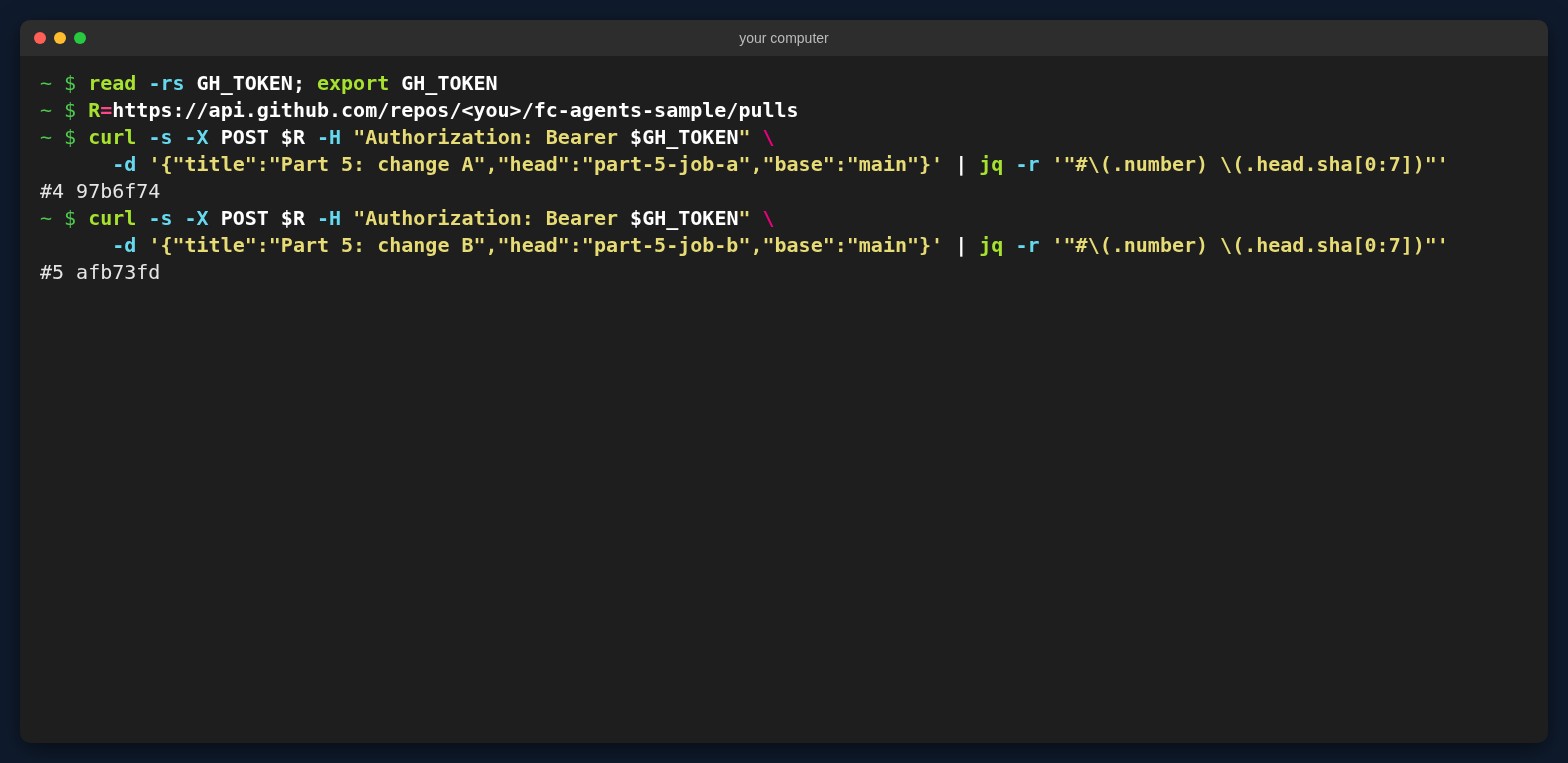 your computer
~ $ read -rs GH_TOKEN; export GH_TOKEN
~ $ R=https://api.github.com/repos/<you>/fc-agents-sample/pulls
~ $ curl -s -X POST $R -H "Authorization: Bearer $GH_TOKEN" \
      -d '{"title":"Part 5: change A","head":"part-5-job-a","base":"main"}' | jq -r '"#\(.number) \(.head.sha[0:7])"'
#4 97b6f74
~ $ curl -s -X POST $R -H "Authorization: Bearer $GH_TOKEN" \
      -d '{"title":"Part 5: change B","head":"part-5-job-b","base":"main"}' | jq -r '"#\(.number) \(.head.sha[0:7])"'
#5 afb73fd